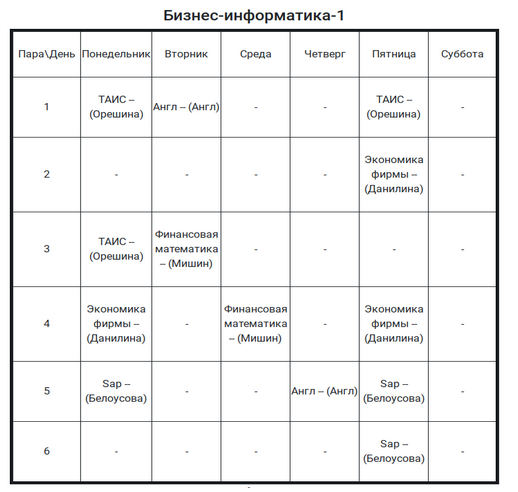 Бизнес-информатика-1
Пара\День Понедельник Вторник Среда Четверг Пятница Суббота
1 ТАИС – (Орешина) Англ – (Англ) - - ТАИС – (Орешина) -
2 - - - - Экономика фирмы – (Данилина) -
3 ТАИС – (Орешина) Финансовая математика – (Мишин) - - - -
4 Экономика фирмы – (Данилина) - Финансовая математика – (Мишин) - Экономика фирмы – (Данилина) -
5 Sap – (Белоусова) - - Англ – (Англ) Sap – (Белоусова) -
6 - - - - Sap – (Белоусова) -